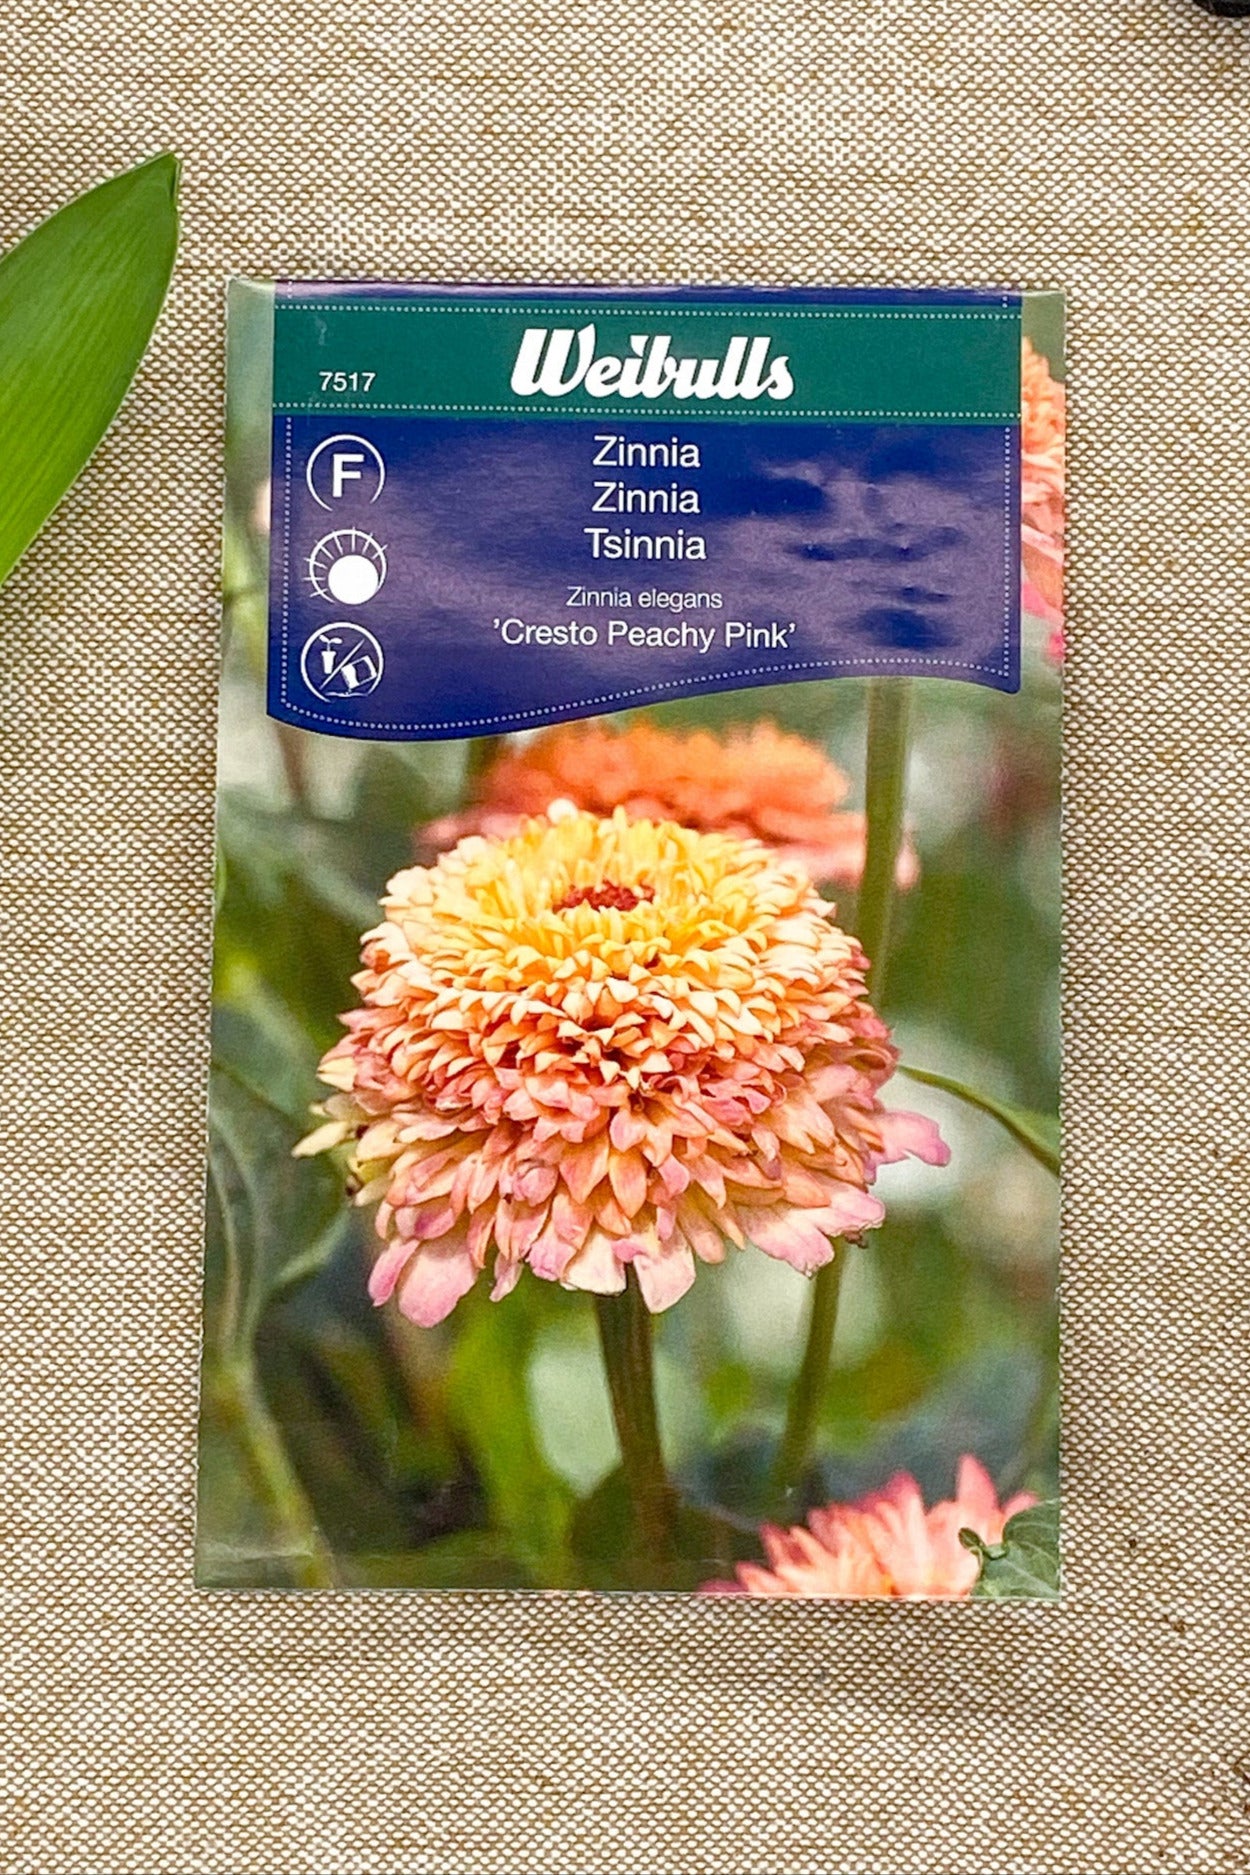 Weibulls
7517
F
Zinnia
Zinnia
Tsinnia
Zinnia elegans
’Cresto Peachy Pink’